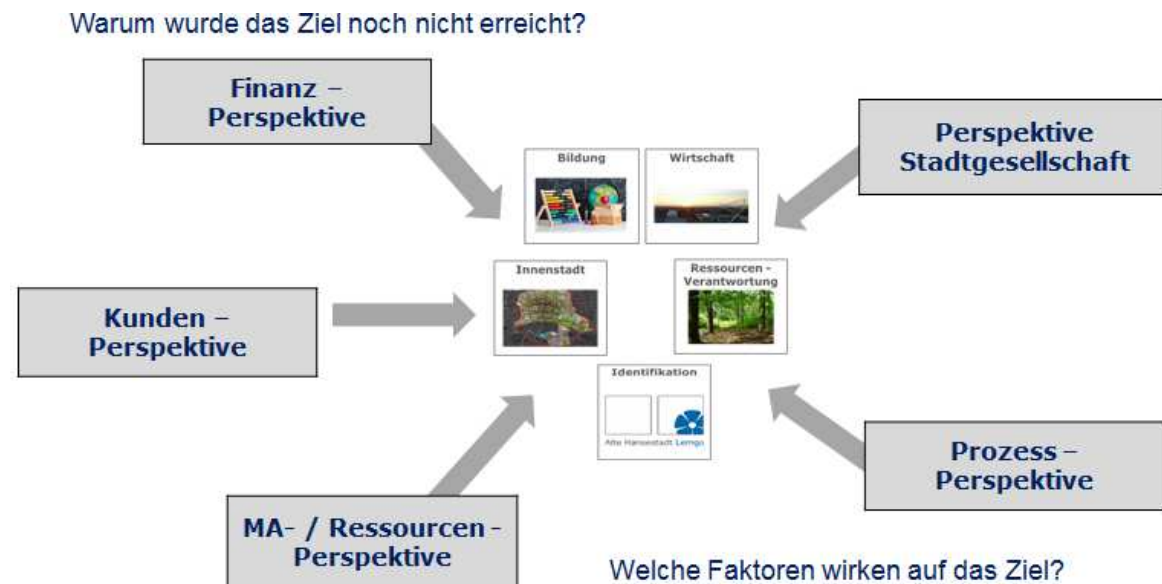 Warum wurde das Ziel noch nicht erreicht?
Finanz –
Perspektive
Perspektive
Stadtgesellschaft
Bildung
Wirtschaft
Kunden –
Perspektive
Innenstadt
Ressourcen -
Verantwortung
Identifikation
Alte Hansestadt Lemgo
Prozess –
Perspektive
MA- / Ressourcen -
Perspektive
Welche Faktoren wirken auf das Ziel?